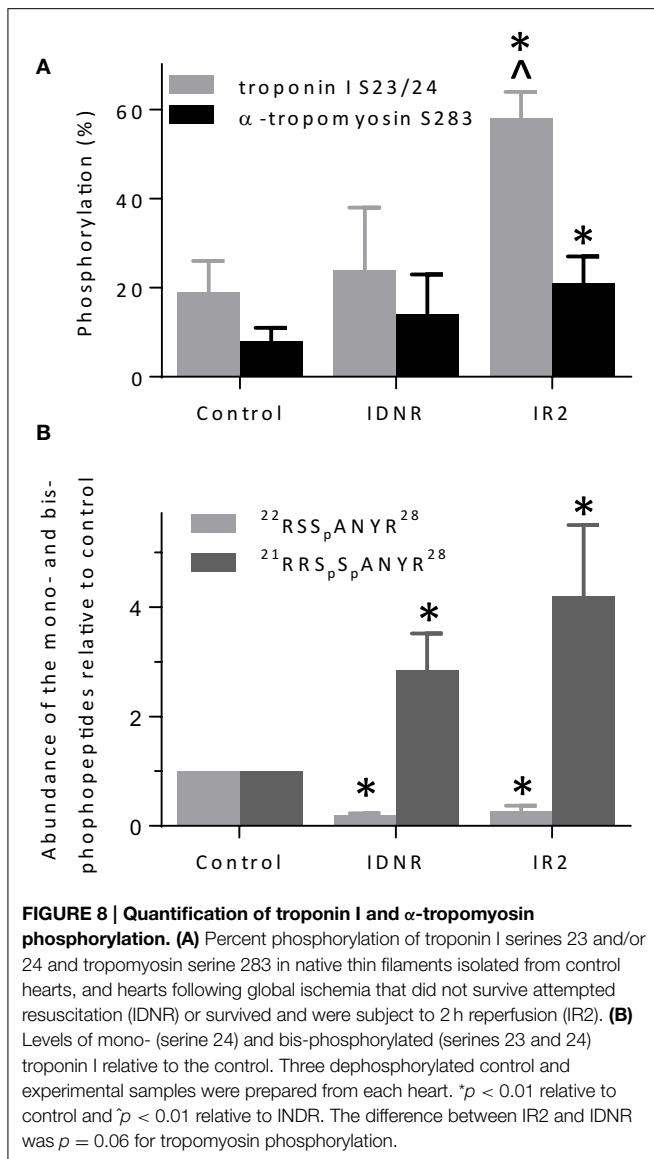 A
*
^
troponin I S23/24
α-tropomyosin S283
*
Phosphorylation (%)
60
40
20
0
Control IDNR IR2
B
Abundance of the mono- and bis-
phophopeptides relative to control
²²RSSₚANYR²⁸
²¹RRSₚSₚANYR²⁸
*
*
*
*
4
2
0
Control IDNR IR2
FIGURE 8 | Quantification of troponin I and α-tropomyosin
phosphorylation. (A) Percent phosphorylation of troponin I serines 23 and/or
24 and tropomyosin serine 283 in native thin filaments isolated from control
hearts, and hearts following global ischemia that did not survive attempted
resuscitation (IDNR) or survived and were subject to 2 h reperfusion (IR2). (B)
Levels of mono- (serine 24) and bis-phosphorylated (serines 23 and 24)
troponin I relative to the control. Three dephosphorylated control and
experimental samples were prepared from each heart. *p < 0.01 relative to
control and ˆp < 0.01 relative to INDR. The difference between IR2 and IDNR
was p = 0.06 for tropomyosin phosphorylation.